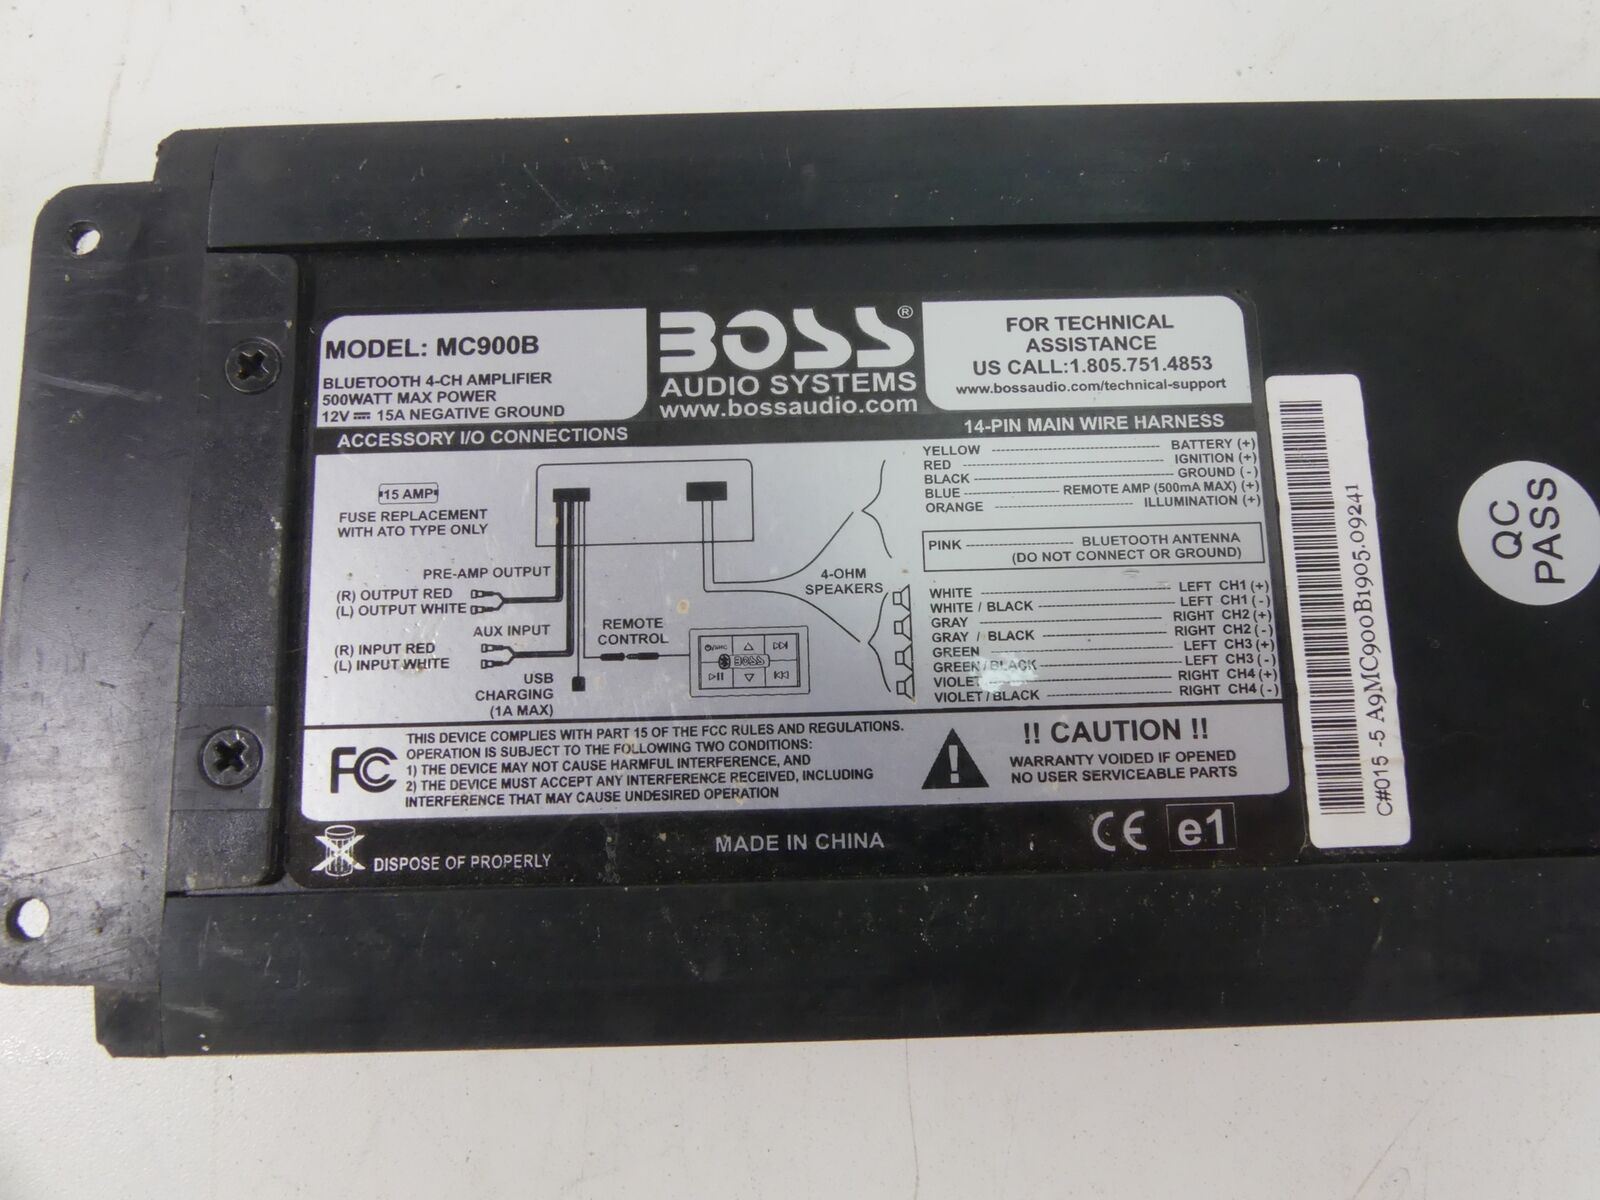 MODEL: MC900B
BLUETOOTH 4-CH AMPLIFIER
500WATT MAX POWER
12V ⎓ 15A NEGATIVE GROUND
BOSS®
AUDIO SYSTEMS
www.bossaudio.com
FOR TECHNICAL
ASSISTANCE
US CALL:1.805.751.4853
www.bossaudio.com/technical-support
ACCESSORY I/O CONNECTIONS
15 AMP
FUSE REPLACEMENT
WITH ATO TYPE ONLY
PRE-AMP OUTPUT
(R) OUTPUT RED
(L) OUTPUT WHITE
AUX INPUT
(R) INPUT RED
(L) INPUT WHITE
USB
CHARGING
(1A MAX)
REMOTE
CONTROL
BOSS
4-OHM
SPEAKERS
14-PIN MAIN WIRE HARNESS
YELLOW BATTERY (+)
RED IGNITION (+)
BLACK GROUND (-)
BLUE REMOTE AMP (500mA MAX) (+)
ORANGE ILLUMINATION (+)
PINK BLUETOOTH ANTENNA
(DO NOT CONNECT OR GROUND)
WHITE LEFT CH1 (+)
WHITE / BLACK LEFT CH1 (-)
GRAY RIGHT CH2 (+)
GRAY / BLACK RIGHT CH2 (-)
GREEN LEFT CH3 (+)
GREEN / BLACK LEFT CH3 (-)
VIOLET RIGHT CH4 (+)
VIOLET / BLACK RIGHT CH4 (-)
FC
THIS DEVICE COMPLIES WITH PART 15 OF THE FCC RULES AND REGULATIONS.
OPERATION IS SUBJECT TO THE FOLLOWING TWO CONDITIONS:
1) THE DEVICE MAY NOT CAUSE HARMFUL INTERFERENCE, AND
2) THE DEVICE MUST ACCEPT ANY INTERFERENCE RECEIVED, INCLUDING
INTERFERENCE THAT MAY CAUSE UNDESIRED OPERATION
!
!! CAUTION !!
WARRANTY VOIDED IF OPENED
NO USER SERVICEABLE PARTS
DISPOSE OF PROPERLY
MADE IN CHINA
CE e1
C#015 -5 A9MC900B1905.09241
QC
PASS